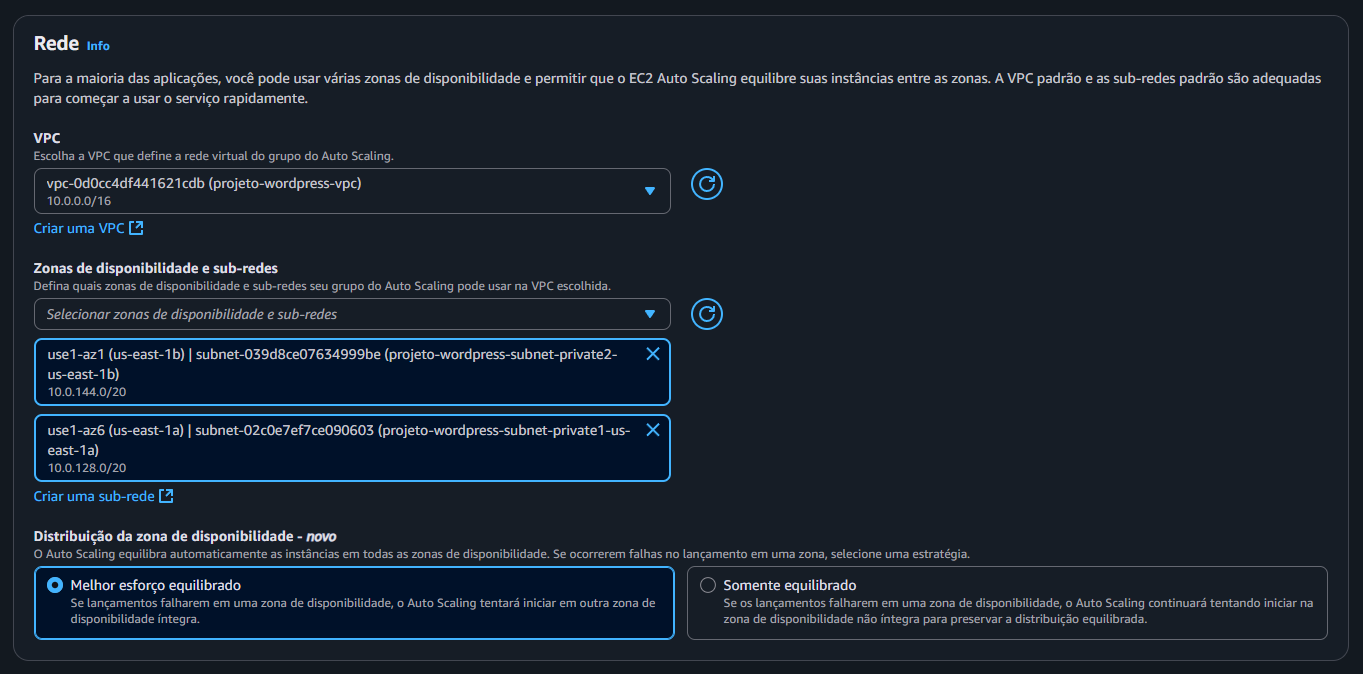 Rede Info
Para a maioria das aplicações, você pode usar várias zonas de disponibilidade e permitir que o EC2 Auto Scaling equilibre suas instâncias entre as zonas. A VPC padrão e as sub-redes padrão são adequadas
para começar a usar o serviço rapidamente.
VPC
Escolha a VPC que define a rede virtual do grupo do Auto Scaling.
vpc-0d0cc4df441621cdb (projeto-wordpress-vpc)
10.0.0.0/16
Criar uma VPC
Zonas de disponibilidade e sub-redes
Defina quais zonas de disponibilidade e sub-redes seu grupo do Auto Scaling pode usar na VPC escolhida.
Selecionar zonas de disponibilidade e sub-redes
use1-az1 (us-east-1b) | subnet-039d8ce07634999be (projeto-wordpress-subnet-private2-
us-east-1b)
10.0.144.0/20
use1-az6 (us-east-1a) | subnet-02c0e7ef7ce090603 (projeto-wordpress-subnet-private1-us-
east-1a)
10.0.128.0/20
Criar uma sub-rede
Distribuição da zona de disponibilidade - novo
O Auto Scaling equilibra automaticamente as instâncias em todas as zonas de disponibilidade. Se ocorrerem falhas no lançamento em uma zona, selecione uma estratégia.
Melhor esforço equilibrado
Se lançamentos falharem em uma zona de disponibilidade, o Auto Scaling tentará iniciar em outra zona de
disponibilidade íntegra.
Somente equilibrado
Se os lançamentos falharem em uma zona de disponibilidade, o Auto Scaling continuará tentando iniciar na
zona de disponibilidade não íntegra para preservar a distribuição equilibrada.